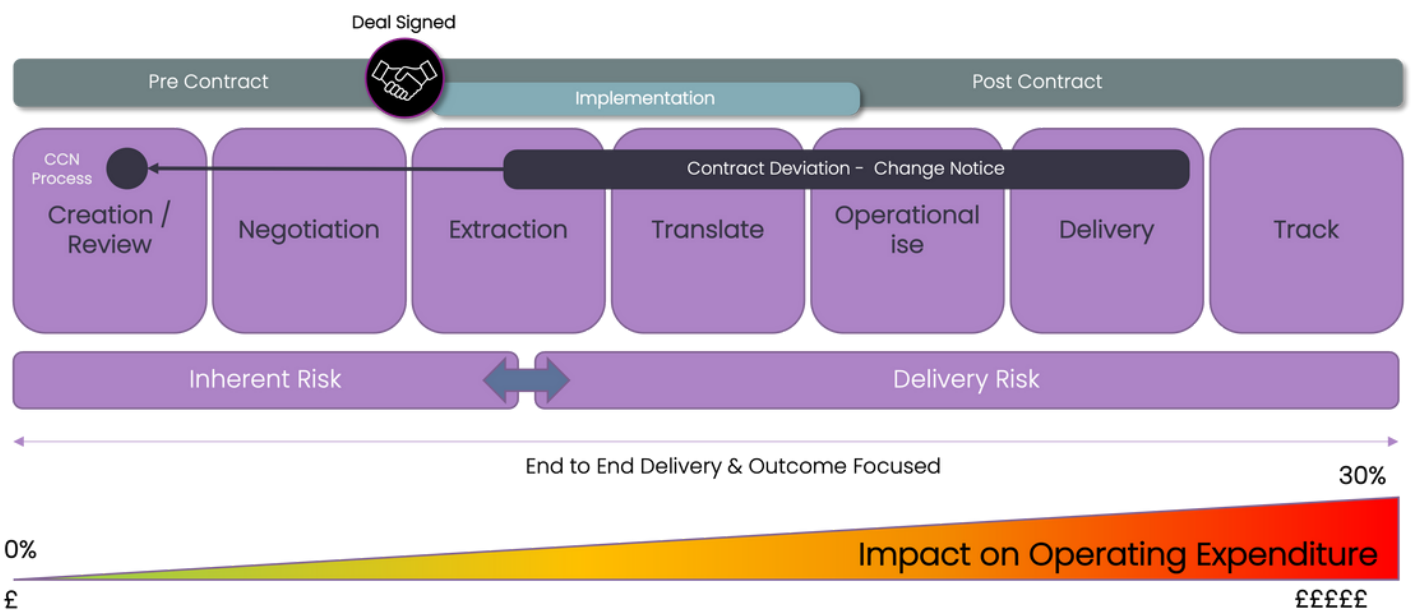 Deal Signed
Pre Contract
Post Contract
Implementation
CCN
Process
Contract Deviation - Change Notice
Creation /
Review
Negotiation
Extraction
Translate
Operational
ise
Delivery
Track
Inherent Risk
Delivery Risk
End to End Delivery & Outcome Focused
30%
0%
Impact on Operating Expenditure
£
£££££